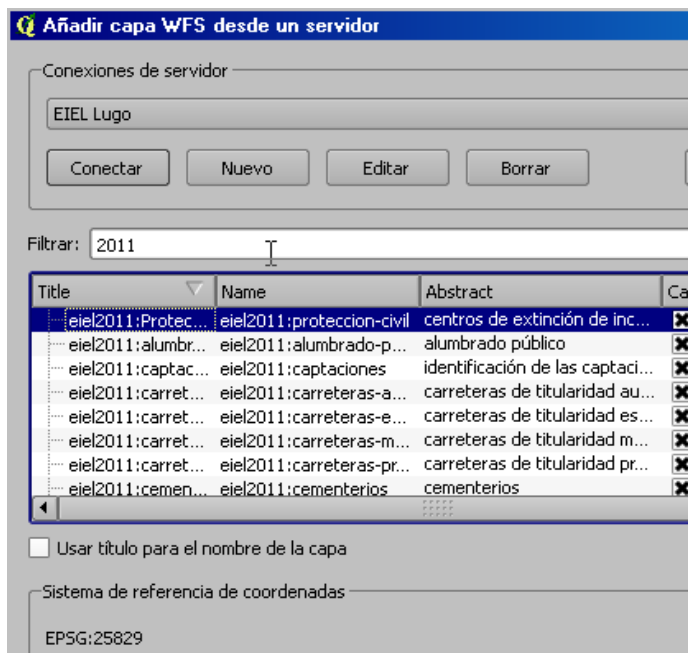 Añadir capa WFS desde un servidor
Conexiones de servidor
EIEL Lugo
Conectar Nuevo Editar Borrar
Filtrar: 2011
Title Name Abstract Ca
eiel2011:Protec... eiel2011:proteccion-civil centros de extinción de inc...
eiel2011:alumbr... eiel2011:alumbrado-p... alumbrado público
eiel2011:captac... eiel2011:captaciones identificación de las captaci...
eiel2011:carret... eiel2011:carreteras-a... carreteras de titularidad au...
eiel2011:carret... eiel2011:carreteras-e... carreteras de titularidad es...
eiel2011:carret... eiel2011:carreteras-m... carreteras de titularidad m...
eiel2011:carret... eiel2011:carreteras-pr... carreteras de titularidad pr...
eiel2011:cemen... eiel2011:cementerios cementerios
Usar título para el nombre de la capa
Sistema de referencia de coordenadas
EPSG:25829